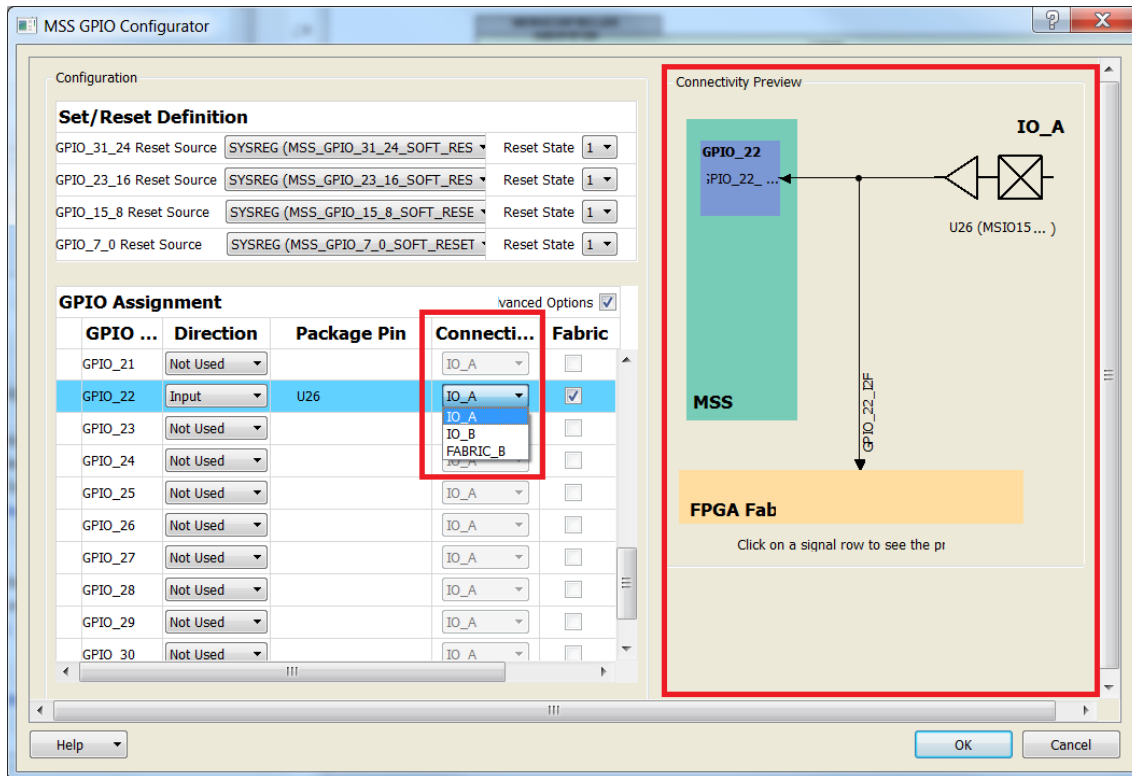 MSS GPIO Configurator
Configuration
Set/Reset Definition
GPIO_31_24 Reset Source SYSREG (MSS_GPIO_31_24_SOFT_RES Reset State 1
GPIO_23_16 Reset Source SYSREG (MSS_GPIO_23_16_SOFT_RES Reset State 1
GPIO_15_8 Reset Source SYSREG (MSS_GPIO_15_8_SOFT_RESE Reset State 1
GPIO_7_0 Reset Source SYSREG (MSS_GPIO_7_0_SOFT_RESET Reset State 1
GPIO Assignment vanced Options
GPIO ... Direction Package Pin Connecti... Fabric
GPIO_21 Not Used IO_A
GPIO_22 Input U26 IO_A
IO_A
IO_B
FABRIC_B
GPIO_23 Not Used
GPIO_24 Not Used IO_A
GPIO_25 Not Used IO_A
GPIO_26 Not Used IO_A
GPIO_27 Not Used IO_A
GPIO_28 Not Used IO_A
GPIO_29 Not Used IO_A
GPIO_30 Not Used IO_A
Connectivity Preview
IO_A
GPIO_22
GPIO_22_ ...
U26 (MSIO15... )
MSS
GPIO_22_I2F
FPGA Fab
Click on a signal row to see the pr
Help
OK
Cancel